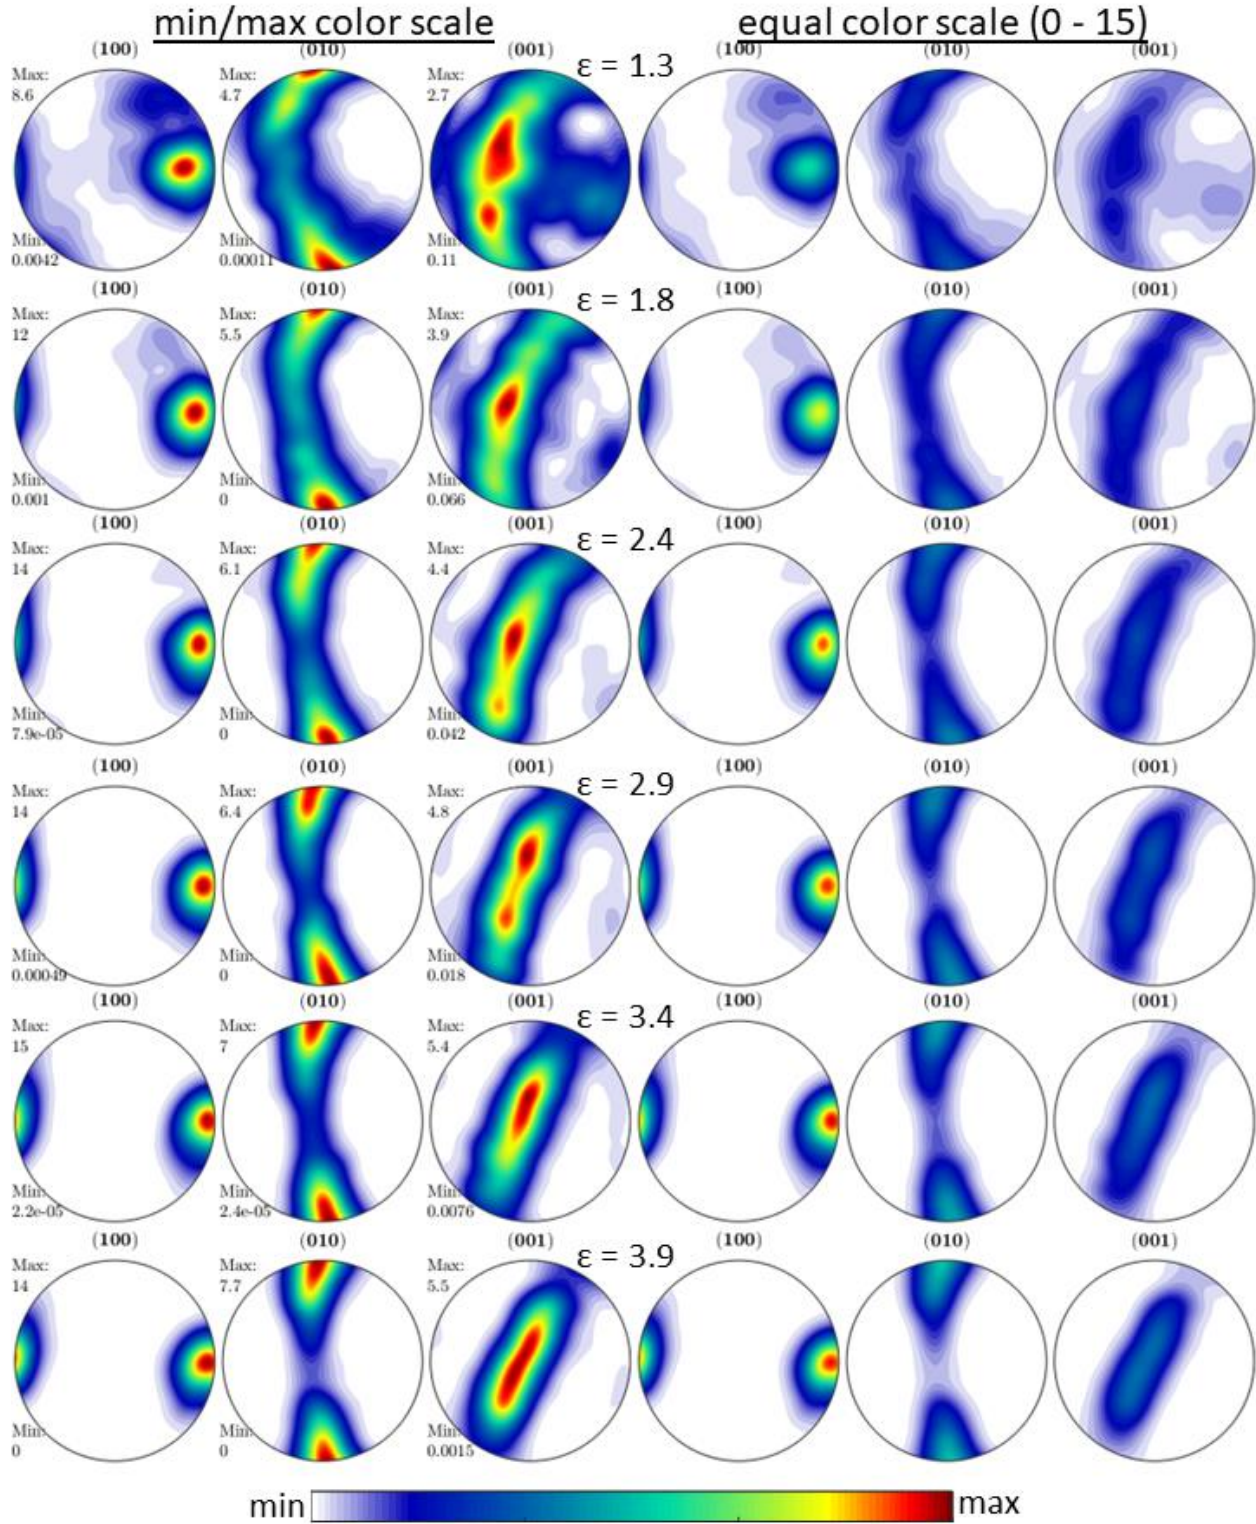 min/max color scale equal color scale (0 - 15)
(100) (010) (001) ε = 1.3 (100) (010) (001)
Max: Max: Max:
8.6 4.7 2.7
Min: Min: Min:
0.0042 0.00011 0.11
(100) (010) (001) ε = 1.8 (100) (010) (001)
Max: Max: Max:
12 5.5 3.9
Min: Min: Min:
0.001 0 0.066
(100) (010) (001) ε = 2.4 (100) (010) (001)
Max: Max: Max:
14 6.1 4.4
Min: Min: Min:
7.9e-05 0 0.042
(100) (010) (001) ε = 2.9 (100) (010) (001)
Max: Max: Max:
14 6.4 4.8
Min: Min: Min:
0.00049 0 0.018
(100) (010) (001) ε = 3.4 (100) (010) (001)
Max: Max: Max:
15 7 5.4
Min: Min: Min:
2.2e-05 2.4e-05 0.0076
(100) (010) (001) ε = 3.9 (100) (010) (001)
Max: Max: Max:
14 7.7 5.5
Min: Min: Min:
0 0 0.0015
min max